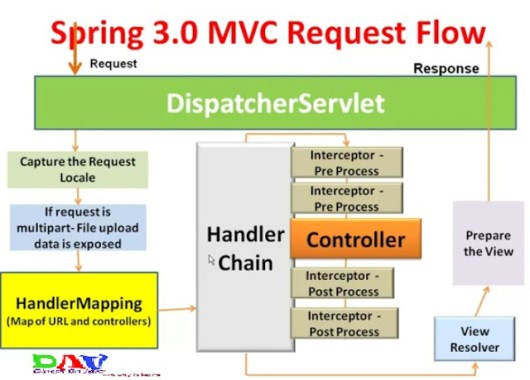 Spring 3.0 MVC Request Flow
Request
Response
DispatcherServlet
Capture the Request
Locale
If request is
multipart- File upload
data is exposed
HandlerMapping
(Map of URL and controllers)
Handler
Chain
Interceptor -
Pre Process
Interceptor -
Pre Process
Controller
Interceptor -
Post Process
Interceptor -
Post Process
Prepare
the View
View
Resolver
DAV